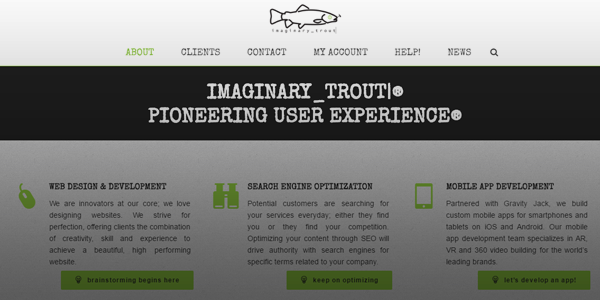 imaginary_trout|
ABOUT CLIENTS CONTACT MY ACCOUNT HELP! NEWS
IMAGINARY_TROUT|®
PIONEERING USER EXPERIENCE®
WEB DESIGN & DEVELOPMENT
We are innovators at our core; we love
designing websites. We strive for
perfection, offering clients the combination
of creativity, skill and experience to
achieve a beautiful, high performing
website.
brainstorming begins here
SEARCH ENGINE OPTIMIZATION
Potential customers are searching for
your services everyday; either they find
you or they find your competition.
Optimizing your content through SEO will
drive authority with search engines for
specific terms related to your company.
keep on optimizing
MOBILE APP DEVELOPMENT
Partnered with Gravity Jack, we build
custom mobile apps for smartphones and
tablets on iOS and Android. Our mobile
app development team specializes in AR,
VR and 360 video building for the world's
leading brands
let's develop an app!